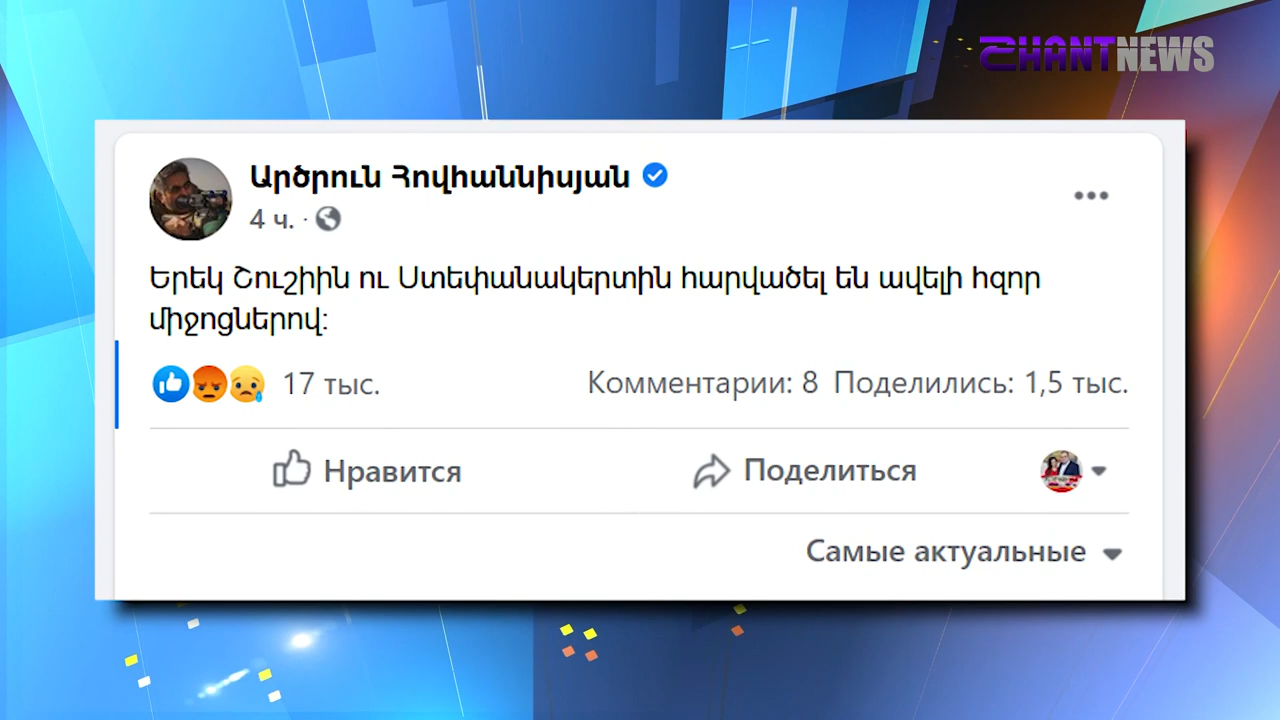 SHANTNEWS
Արծրուն Հովհաննիսյան
4 ч. ·
Երեկ Շուշիին ու Ստեփանակերտին հարվածել են ավելի հզոր
միջոցներով:
17 тыс. Комментарии: 8 Поделились: 1,5 тыс.
Нравится Поделиться
Самые актуальные